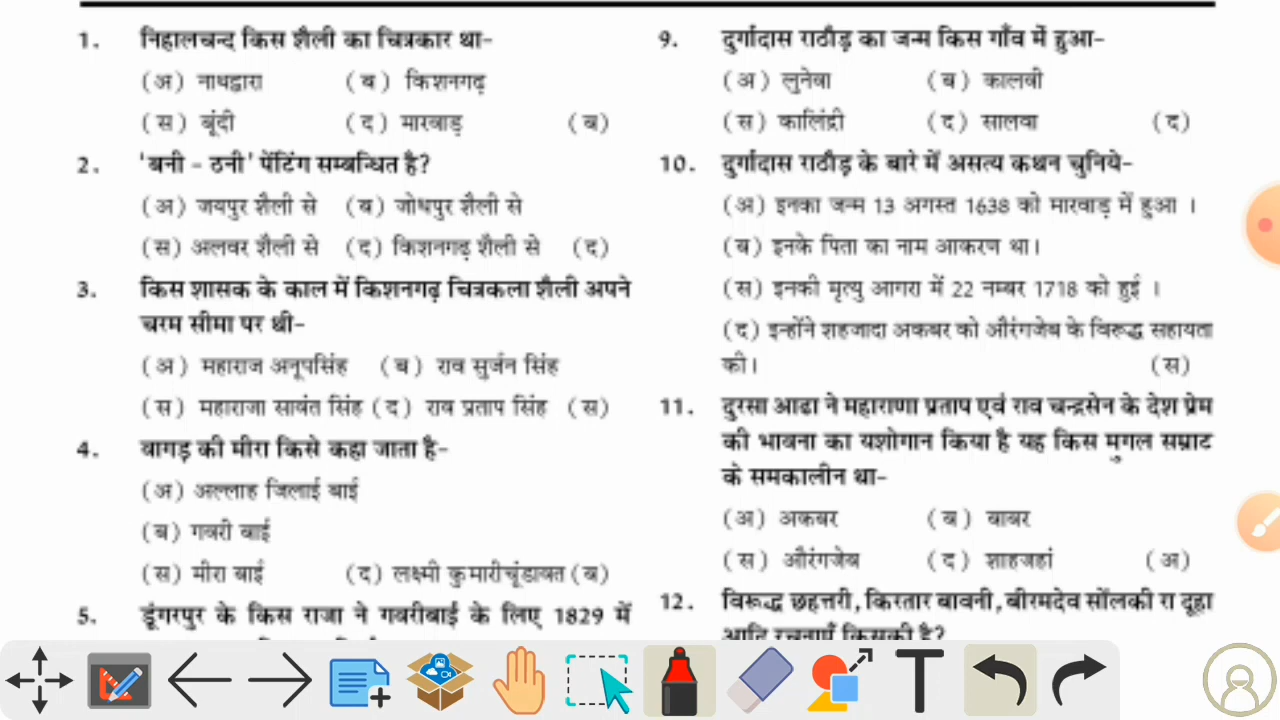 1. निहालचन्द किस शैली का चित्रकार था-
(अ) नाथद्वारा (ब) किशनगढ़
(स) बूंदी (द) मारवाड़ (ब)
2. 'बनी - ठनी' पेंटिंग सम्बन्धित है?
(अ) जयपुर शैली से (ब) जोधपुर शैली से
(स) अलवर शैली से (द) किशनगढ़ शैली से (द)
3. किस शासक के काल में किशनगढ़ चित्रकला शैली अपने
चरम सीमा पर थी-
(अ) महाराज अनूपसिंह (ब) राव सुर्जन सिंह
(स) महाराजा सावंत सिंह (द) राव प्रताप सिंह (स)
4. वागड़ की मीरा किसे कहा जाता है-
(अ) अल्लाह जिलाई बाई
(ब) गवरी बाई
(स) मीरा बाई (द) लक्ष्मी कुमारीचूंडावत (ब)
5. डूंगरपुर के किस राजा ने गवरीबाई के लिए 1829 में
9. दुर्गादास राठौड़ का जन्म किस गाँव में हुआ-
(अ) लुनेवा (ब) कालवी
(स) कालिंद्री (द) सालवा (द)
10. दुर्गादास राठौड़ के बारे में असत्य कथन चुनिये-
(अ) इनका जन्म 13 अगस्त 1638 को मारवाड़ में हुआ ।
(ब) इनके पिता का नाम आकरण था।
(स) इनकी मृत्यु आगरा में 22 नम्बर 1718 को हुई ।
(द) इन्होंने शहजादा अकबर को औरंगजेब के विरूद्ध सहायता
की। (स)
11. दुरसा आढा ने महाराणा प्रताप एवं राव चन्द्रसेन के देश प्रेम
की भावना का यशोगान किया है यह किस मुगल सम्राट
के समकालीन था-
(अ) अकबर (ब) बाबर
(स) औरंगजेब (द) शाहजहां (अ)
12. विरूद्ध छहत्तरी, किरतार बावनी, बीरमदेव सोंलकी रा दूहा
आदि रचनाएँ किसकी है?
T